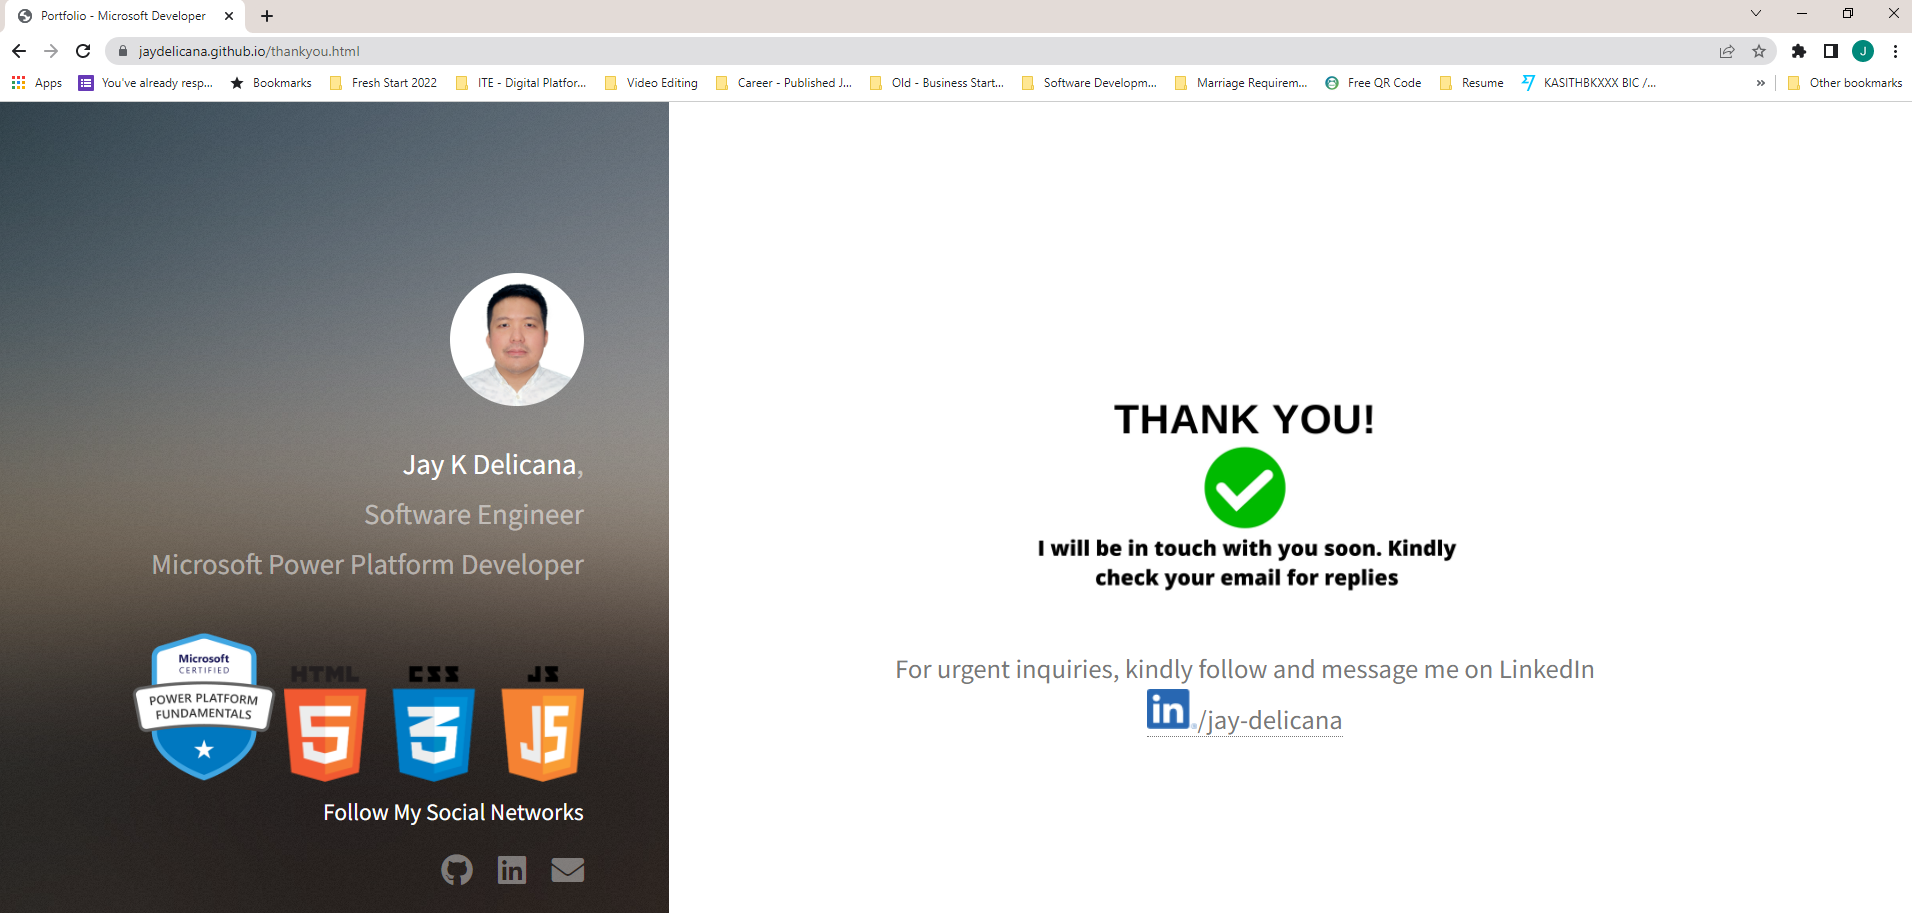 Portfolio - Microsoft Developer
jaydelicana.github.io/thankyou.html
J
Apps
You've already resp...
Bookmarks
Fresh Start 2022
ITE - Digital Platfor...
Video Editing
Career - Published J...
Old - Business Start...
Software Developm...
Marriage Requirem...
Free QR Code
Resume
KASITHBKXXX BIC /...
»
Other bookmarks
Jay K Delicana,
Software Engineer
Microsoft Power Platform Developer
Microsoft
CERTIFIED
POWER PLATFORM
FUNDAMENTALS
HTML
5
CSS
3
JS
JS
Follow My Social Networks
in
THANK YOU!
I will be in touch with you soon. Kindly
check your email for replies
For urgent inquiries, kindly follow and message me on LinkedIn
in ® /jay-delicana